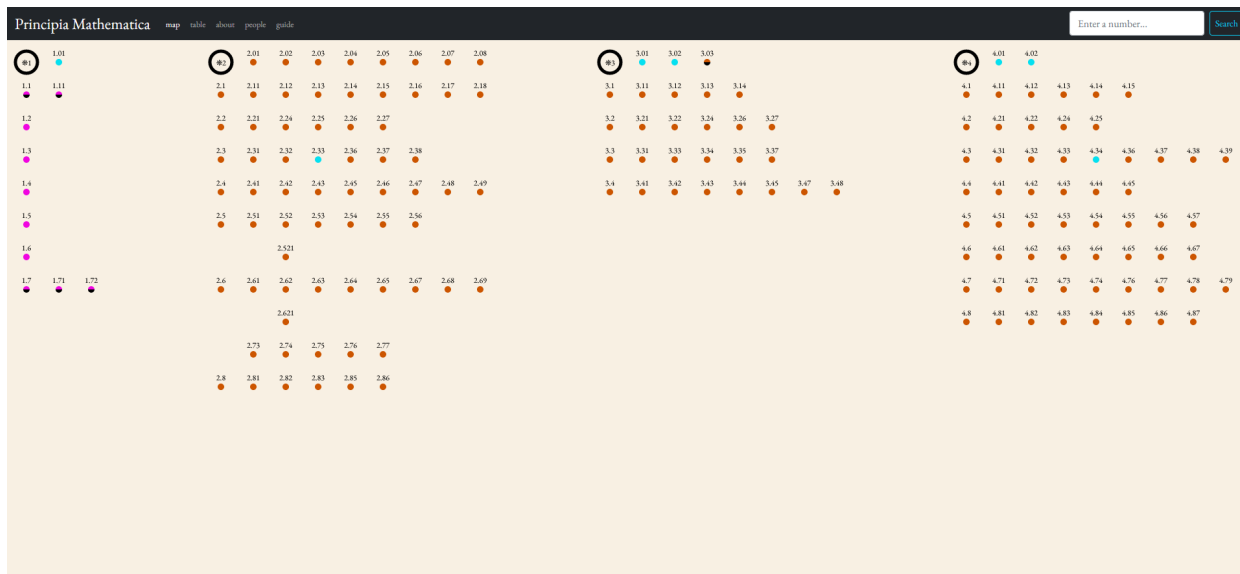 Principia Mathematica map table about people guide Enter a number... Search
✻1 1.01 ✻2 2.01 2.02 2.03 2.04 2.05 2.06 2.07 2.08 ✻3 3.01 3.02 3.03 ✻4 4.01 4.02
1.1 1.11 2.1 2.11 2.12 2.13 2.14 2.15 2.16 2.17 2.18 3.1 3.11 3.12 3.13 3.14 4.1 4.11 4.12 4.13 4.14 4.15
1.2 2.2 2.21 2.24 2.25 2.26 2.27 3.2 3.21 3.22 3.24 3.26 3.27 4.2 4.21 4.22 4.24 4.25
1.3 2.3 2.31 2.32 2.33 2.36 2.37 2.38 3.3 3.31 3.33 3.34 3.35 3.37 4.3 4.31 4.32 4.33 4.34 4.36 4.37 4.38 4.39
1.4 2.4 2.41 2.42 2.43 2.45 2.46 2.47 2.48 2.49 3.4 3.41 3.42 3.43 3.44 3.45 3.47 3.48 4.4 4.41 4.42 4.43 4.44 4.45
1.5 2.5 2.51 2.52 2.53 2.54 2.55 2.56 4.5 4.51 4.52 4.53 4.54 4.55 4.56 4.57
1.6 2.521 4.6 4.61 4.62 4.63 4.64 4.65 4.66 4.67
1.7 1.71 1.72 2.6 2.61 2.62 2.63 2.64 2.65 2.67 2.68 2.69 4.7 4.71 4.72 4.73 4.74 4.76 4.77 4.78 4.79
2.621 4.8 4.81 4.82 4.83 4.84 4.85 4.86 4.87
2.73 2.74 2.75 2.76 2.77
2.8 2.81 2.82 2.83 2.85 2.86